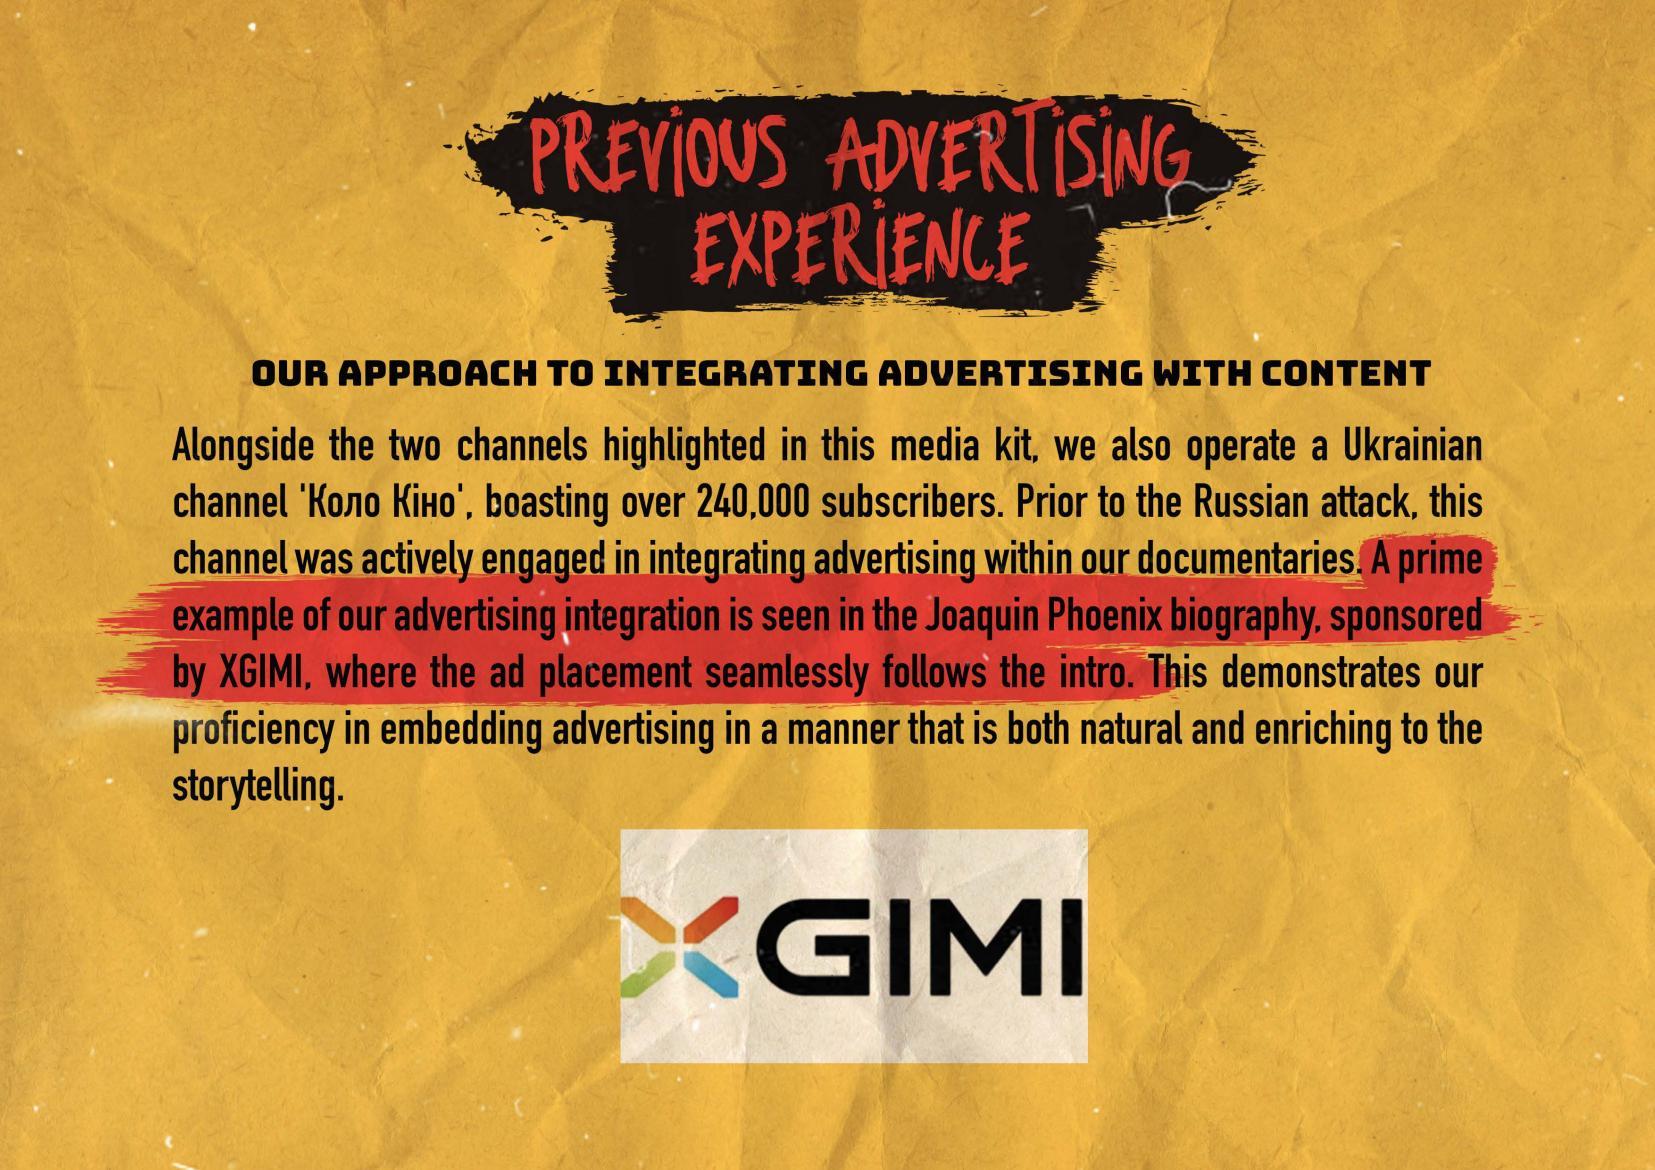 PREVIOUS ADVERTISING
EXPERIENCE
OUR APPROACH TO INTEGRATING ADVERTISING WITH CONTENT
Alongside the two channels highlighted in this media kit, we also operate a Ukrainian
channel 'Коло Кіно', boasting over 240,000 subscribers. Prior to the Russian attack, this
channel was actively engaged in integrating advertising within our documentaries. A prime
example of our advertising integration is seen in the Joaquin Phoenix biography, sponsored
by XGIMI, where the ad placement seamlessly follows the intro. This demonstrates our
proficiency in embedding advertising in a manner that is both natural and enriching to the
storytelling.
XGIMI